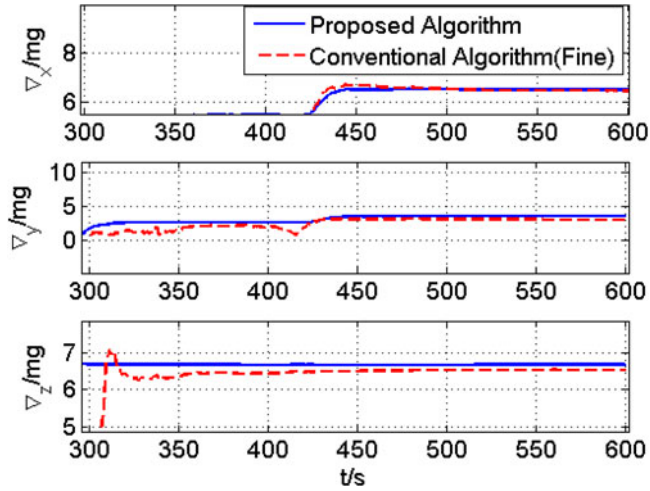 Proposed Algorithm
Conventional Algorithm(Fine)
∇x/mg
8
6
300 350 400 450 500 550 600
∇y/mg
10
5
0
300 350 400 450 500 550 600
∇z/mg
7
6
5
300 350 400 450 500 550 600
t/s